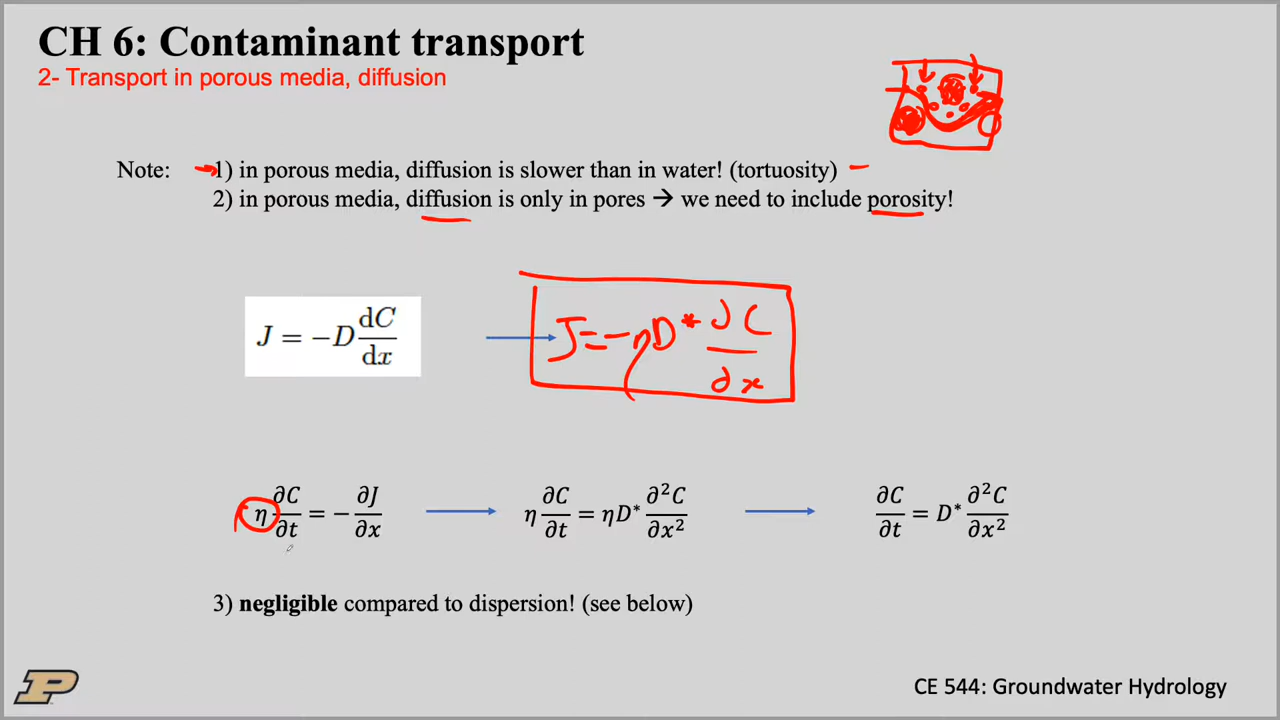 CH 6: Contaminant transport
2- Transport in porous media, diffusion
Note: 1) in porous media, diffusion is slower than in water! (tortuosity)
2) in porous media, diffusion is only in pores → we need to include porosity!
J = −D dC/dx
J = −ηD* ∂C/∂x
η ∂C/∂t = − ∂J/∂x
η ∂C/∂t = ηD* ∂²C/∂x²
∂C/∂t = D* ∂²C/∂x²
3) negligible compared to dispersion! (see below)
P
CE 544: Groundwater Hydrology